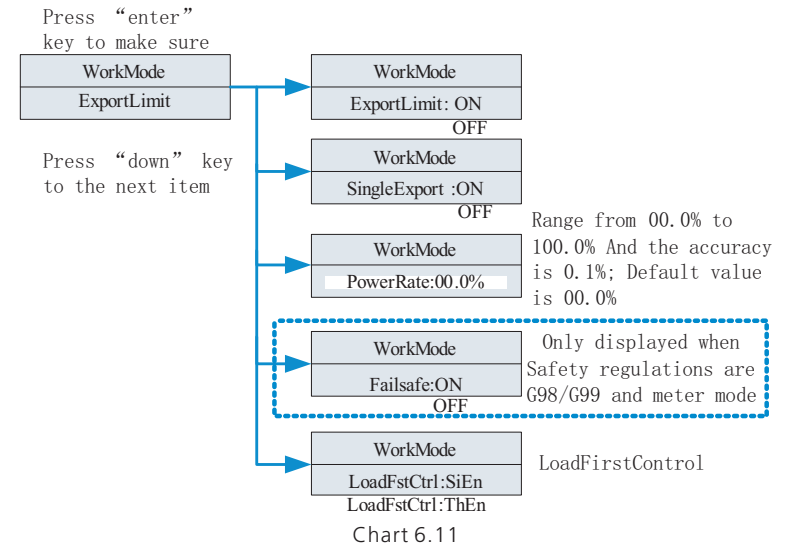 Press “enter”
key to make sure
WorkMode
ExportLimit
Press “down” key
to the next item
WorkMode
ExportLimit: ON
OFF
WorkMode
SingleExport :ON
OFF
WorkMode
PowerRate:00.0%
Range from 00.0% to
100.0% And the accuracy
is 0.1%; Default value
is 00.0%
WorkMode
Failsafe:ON
OFF
Only displayed when
Safety regulations are
G98/G99 and meter mode
WorkMode
LoadFstCtrl:SiEn
LoadFstCtrl:ThEn
LoadFirstControl
Chart 6.11